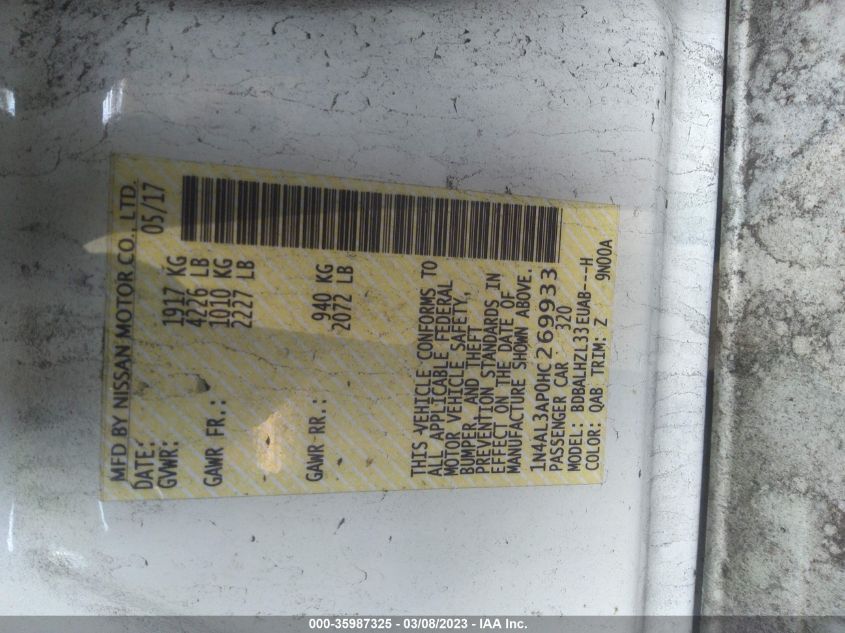 MFD BY NISSAN MOTOR CO., LTD.
DATE: 05/17
GVWR: 1917 KG
4226 LB
GAWR FR.: 1010 KG
2227 LB
GAWR RR.: 940 KG
2072 LB
THIS VEHICLE CONFORMS TO
ALL APPLICABLE FEDERAL
MOTOR VEHICLE SAFETY,
BUMPER, AND THEFT
PREVENTION STANDARDS IN
EFFECT ON THE DATE OF
MANUFACTURE SHOWN ABOVE.
1N4AL3AP0HC269933
PASSENGER CAR 320
MODEL: BDBALHZL33EUAB---H
COLOR: QAB TRIM: Z 9N00A
000-35987325 - 03/08/2023 - IAA Inc.